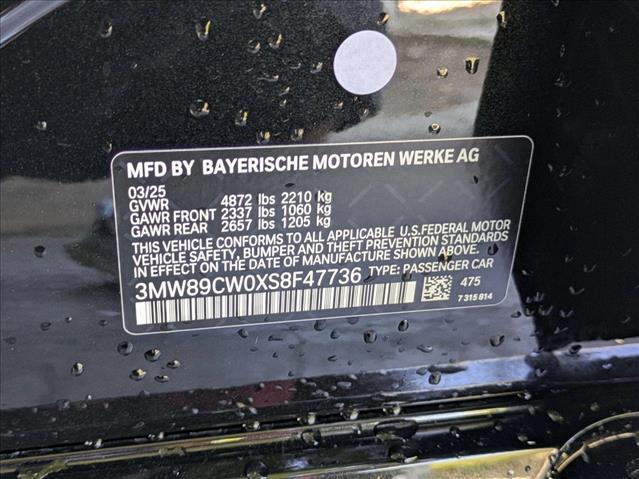 MFD BY BAYERISCHE MOTOREN WERKE AG
03/25
GVWR 4872 lbs 2210 kg
GAWR FRONT 2337 lbs 1060 kg
GAWR REAR 2657 lbs 1205 kg
THIS VEHICLE CONFORMS TO ALL APPLICABLE U.S. FEDERAL MOTOR
VEHICLE SAFETY, BUMPER, AND THEFT PREVENTION STANDARDS
IN EFFECT ON THE DATE OF MANUFACTURE SHOWN ABOVE.
3MW89CW0XS8F47736 TYPE: PASSENGER CAR
475
7 315 814